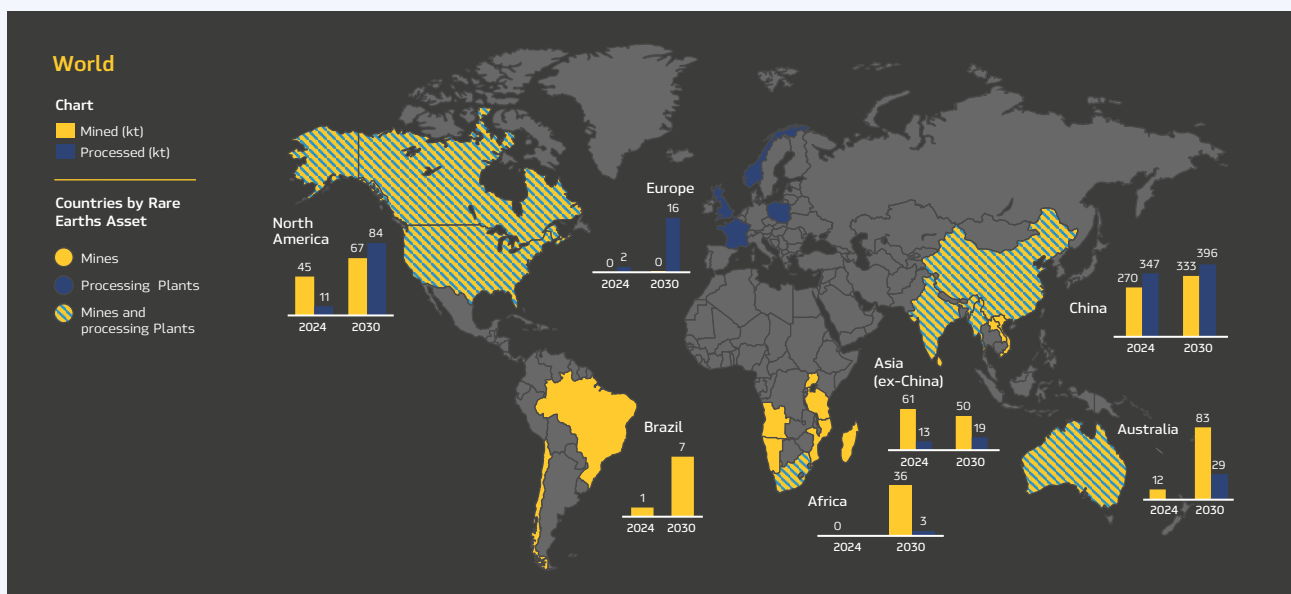 World
Chart
Mined (kt)
Processed (kt)
Countries by Rare
Earths Asset
Mines
Processing Plants
Mines and
processing Plants
North
America
45
11
67
84
2024
2030
Europe
0
2
0
16
2024
2030
China
270
347
333
396
2024
2030
Asia
(ex-China)
61
13
50
19
2024
2030
Brazil
1
7
2024
2030
Africa
0
36
3
2024
2030
Australia
12
83
29
2024
2030